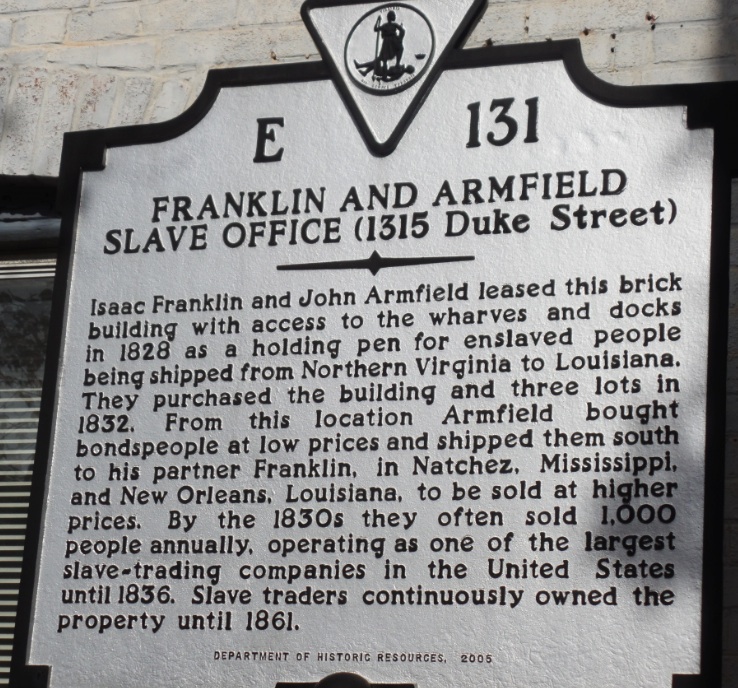 E 131
FRANKLIN AND ARMFIELD
SLAVE OFFICE (1315 Duke Street)
Isaac Franklin and John Armfield leased this brick
building with access to the wharves and docks
in 1828 as a holding pen for enslaved people
being shipped from Northern Virginia to Louisiana.
They purchased the building and three lots in
1832. From this location Armfield bought
bondspeople at low prices and shipped them south
to his partner Franklin, in Natchez, Mississippi,
and New Orleans, Louisiana, to be sold at higher
prices. By the 1830s they often sold 1,000
people annually, operating as one of the largest
slave-trading companies in the United States
until 1836. Slave traders continuously owned the
property until 1861.
DEPARTMENT OF HISTORIC RESOURCES, 2005